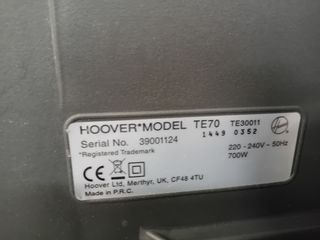 HOOVER*MODEL TE70 TE30011
Serial No. 39001124 1449 0352
*Registered Trademark 220 - 240V ~ 50Hz
700W
CE
Hoover Ltd, Merthyr, UK, CF48 4TU
Made in P.R.C.